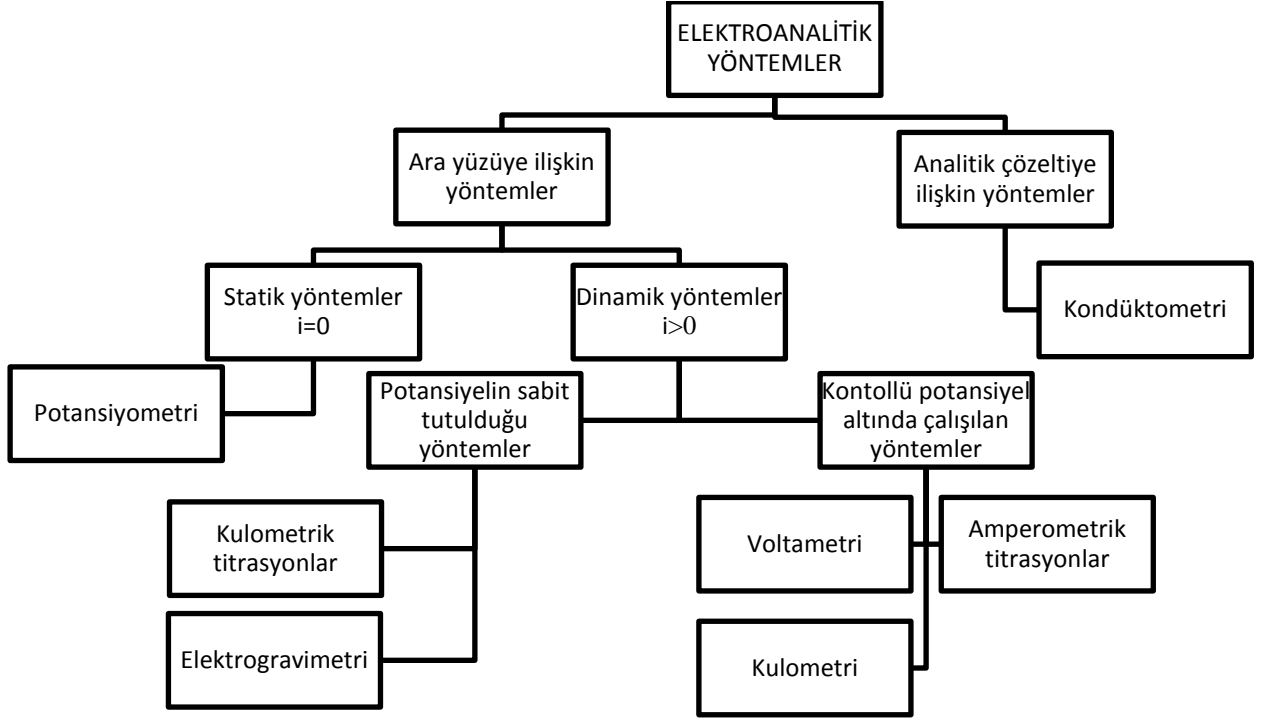 ELEKTROANALİTİK
YÖNTEMLER
Ara yüzüye ilişkin
yöntemler
Analitik çözeltiye
ilişkin yöntemler
Statik yöntemler
i=0
Dinamik yöntemler
i>0
Kondüktometri
Potansiyometri
Potansiyelin sabit
tutulduğu
yöntemler
Kontollü potansiyel
altında çalışılan
yöntemler
Kulometrik
titrasyonlar
Voltametri
Amperometrik
titrasyonlar
Elektrogravimetri
Kulometri